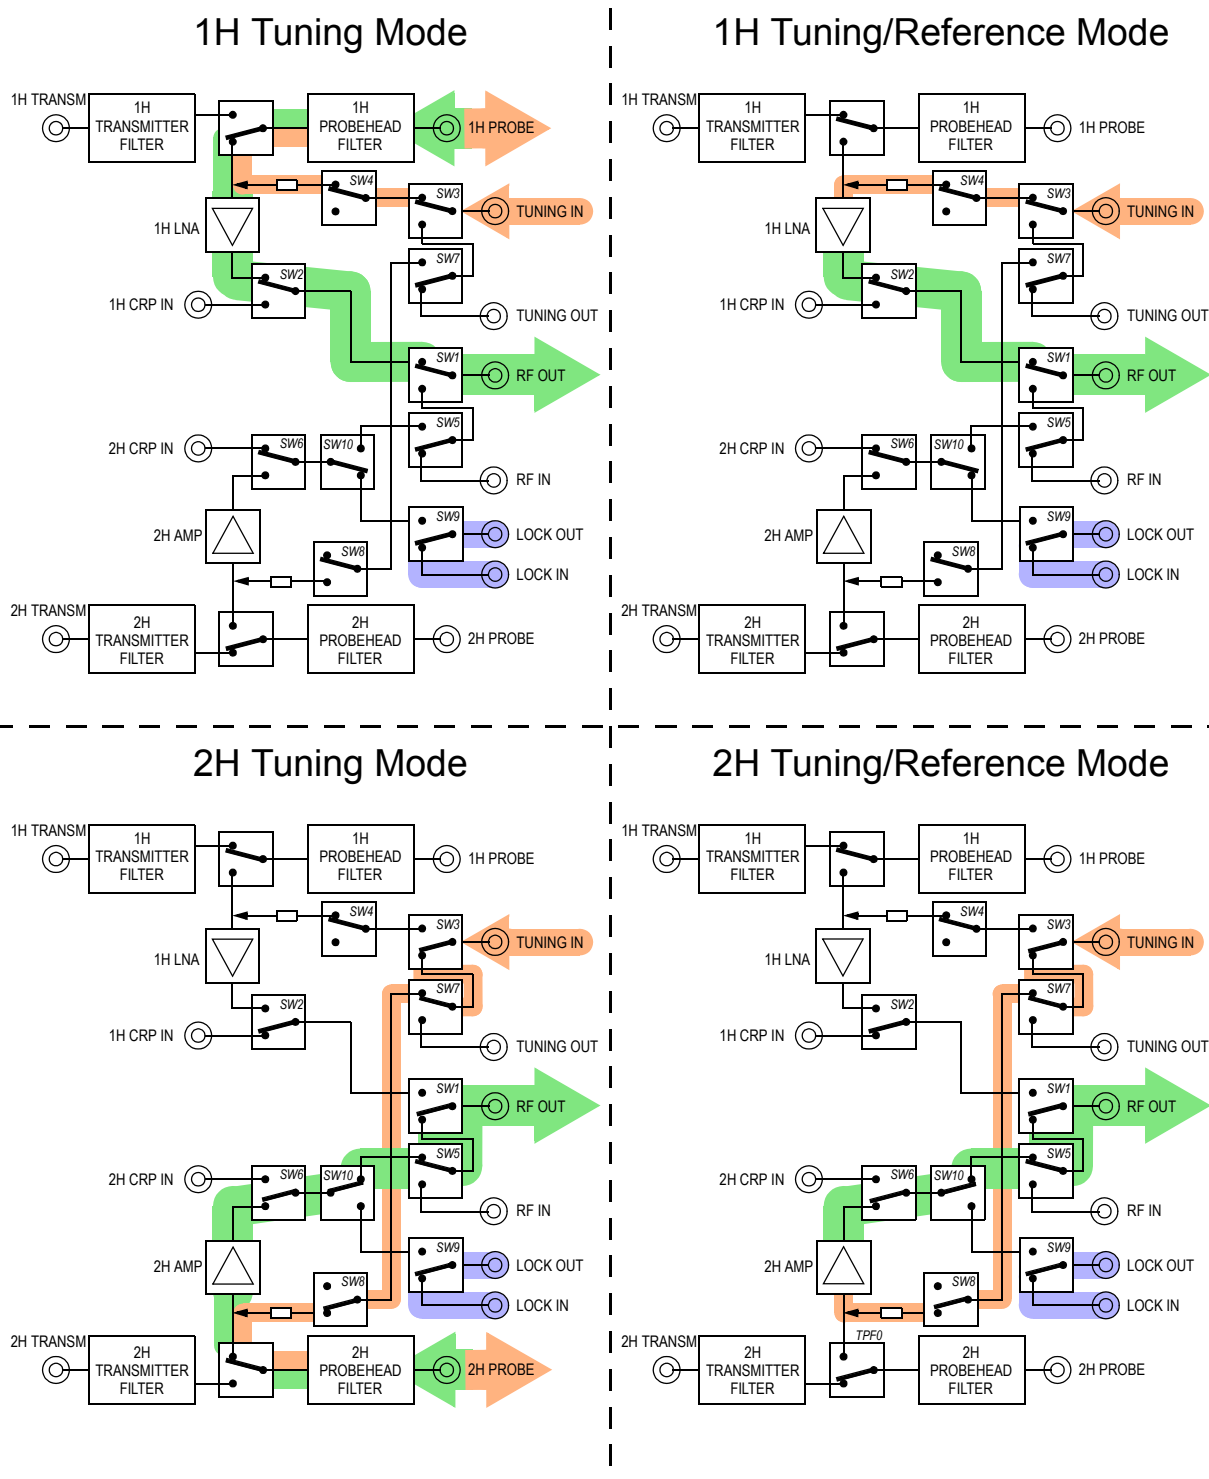 1H Tuning Mode
1H TRANSM
1H
TRANSMITTER
FILTER
1H
PROBEHEAD
FILTER
1H PROBE
SW4
SW3
TUNING IN
1H LNA
SW2
SW7
1H CRP IN
TUNING OUT
SW1
RF OUT
2H CRP IN
SW6
SW10
SW5
RF IN
SW9
2H AMP
LOCK OUT
SW8
LOCK IN
2H TRANSM
2H
TRANSMITTER
FILTER
2H
PROBEHEAD
FILTER
2H PROBE
1H Tuning/Reference Mode
1H TRANSM
1H
TRANSMITTER
FILTER
1H
PROBEHEAD
FILTER
1H PROBE
SW4
SW3
TUNING IN
1H LNA
SW2
SW7
1H CRP IN
TUNING OUT
SW1
RF OUT
2H CRP IN
SW6
SW10
SW5
RF IN
SW9
2H AMP
LOCK OUT
SW8
LOCK IN
2H TRANSM
2H
TRANSMITTER
FILTER
2H
PROBEHEAD
FILTER
2H PROBE
2H Tuning Mode
1H TRANSM
1H
TRANSMITTER
FILTER
1H
PROBEHEAD
FILTER
1H PROBE
SW4
SW3
TUNING IN
1H LNA
SW2
SW7
1H CRP IN
TUNING OUT
SW1
RF OUT
2H CRP IN
SW6
SW10
SW5
RF IN
SW9
2H AMP
LOCK OUT
SW8
LOCK IN
2H TRANSM
2H
TRANSMITTER
FILTER
2H
PROBEHEAD
FILTER
2H PROBE
2H Tuning/Reference Mode
1H TRANSM
1H
TRANSMITTER
FILTER
1H
PROBEHEAD
FILTER
1H PROBE
SW4
SW3
TUNING IN
1H LNA
SW2
SW7
1H CRP IN
TUNING OUT
SW1
RF OUT
2H CRP IN
SW6
SW10
SW5
RF IN
SW9
2H AMP
LOCK OUT
SW8
LOCK IN
2H TRANSM
TPF0
2H
TRANSMITTER
FILTER
2H
PROBEHEAD
FILTER
2H PROBE